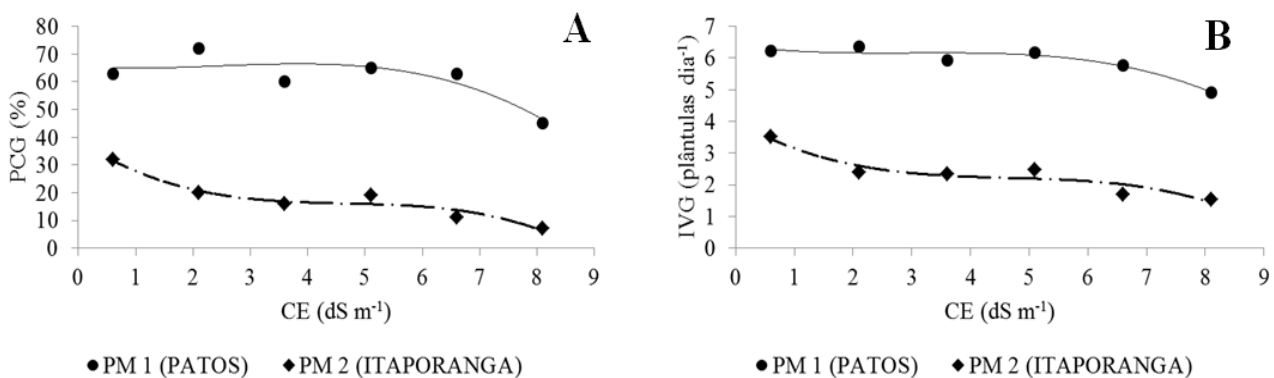 A
80
70
60
50
40
30
20
10
0
PCG (%)
0 1 2 3 4 5 6 7 8 9
CE (dS m⁻¹)
● PM 1 (PATOS) ◆ PM 2 (ITAPORANGA)
B
7
6
5
4
3
2
1
0
IVG (plântulas dia⁻¹)
0 1 2 3 4 5 6 7 8 9
CE (dS m⁻¹)
● PM 1 (PATOS) ◆ PM 2 (ITAPORANGA)